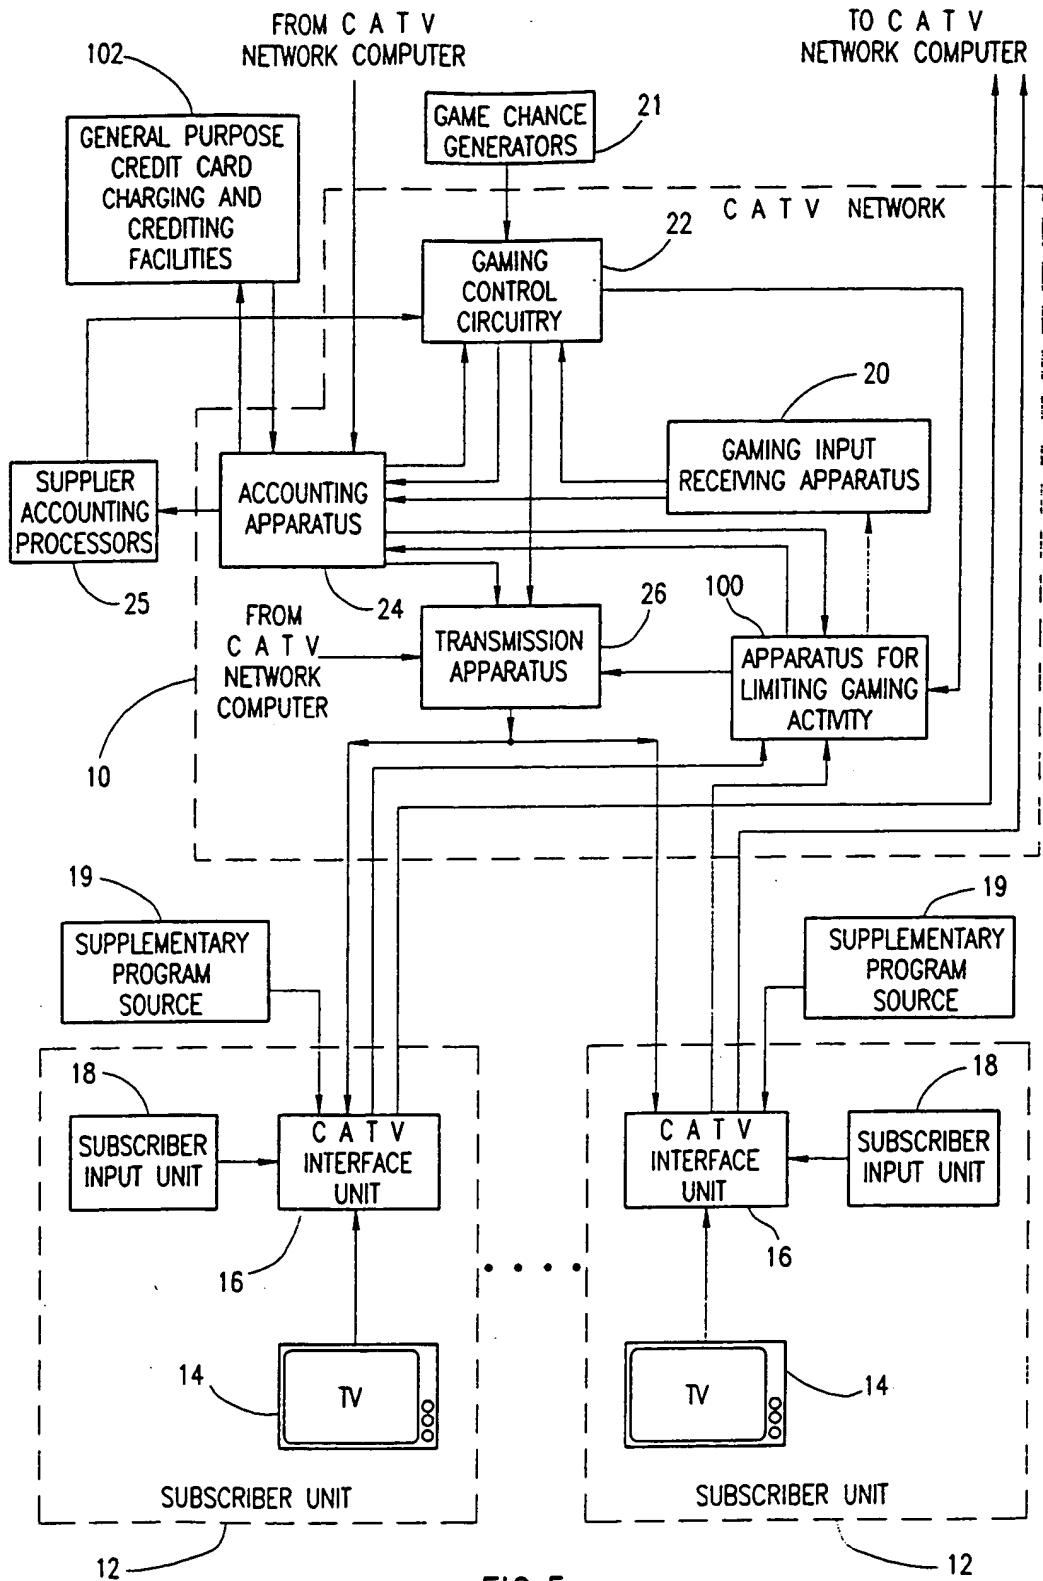 FROM C A T V
NETWORK COMPUTER
TO C A T V
NETWORK COMPUTER
102
GENERAL PURPOSE
CREDIT CARD
CHARGING AND
CREDITING
FACILITIES
GAME CHANCE
GENERATORS
21
C A T V NETWORK
22
GAMING
CONTROL
CIRCUITRY
20
GAMING INPUT
RECEIVING APPARATUS
SUPPLIER
ACCOUNTING
PROCESSORS
25
ACCOUNTING
APPARATUS
24
FROM
C A T V
NETWORK
COMPUTER
26
TRANSMISSION
APPARATUS
100
APPARATUS FOR
LIMITING GAMING
ACTIVITY
10
19
SUPPLEMENTARY
PROGRAM
SOURCE
19
SUPPLEMENTARY
PROGRAM
SOURCE
18
SUBSCRIBER
INPUT UNIT
C A T V
INTERFACE
UNIT
16
14
TV
SUBSCRIBER UNIT
12
C A T V
INTERFACE
UNIT
18
SUBSCRIBER
INPUT UNIT
16
TV
14
SUBSCRIBER UNIT
12
FIG 5